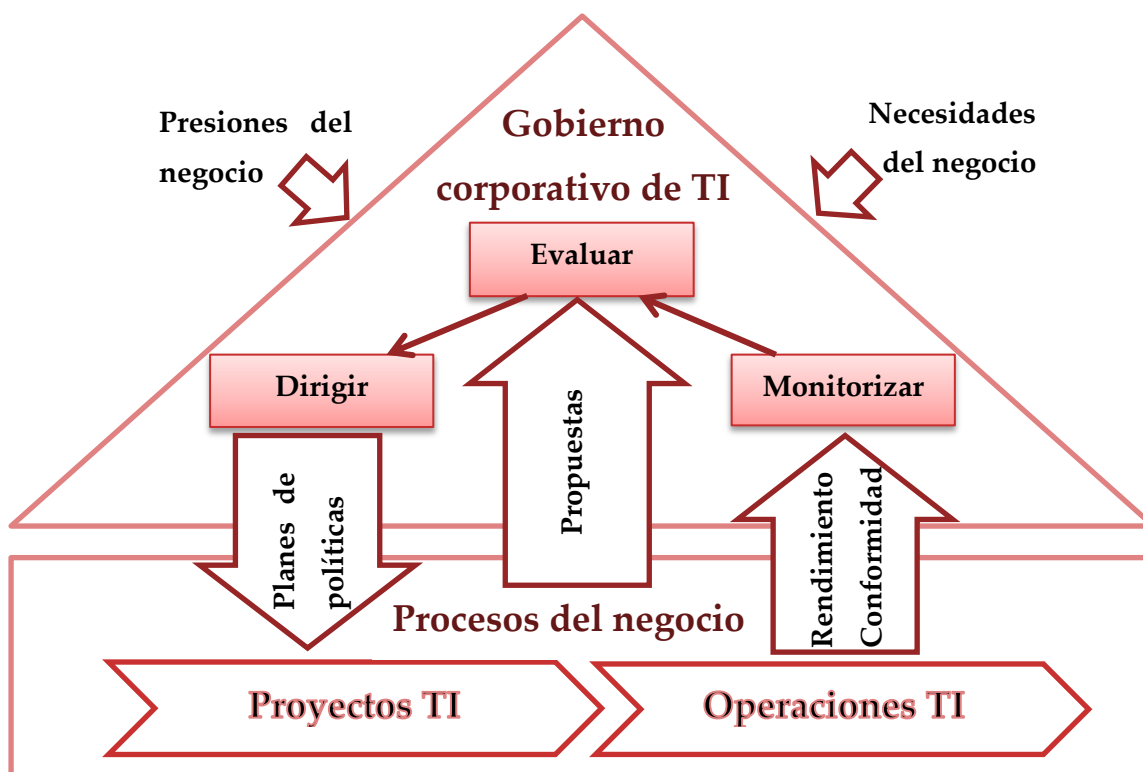 Presiones del
negocio
Gobierno
corporativo de TI
Necesidades
del negocio
Evaluar
Dirigir
Monitorizar
Planes de
políticas
Propuestas
Rendimiento
Conformidad
Procesos del negocio
Proyectos TI
Operaciones TI